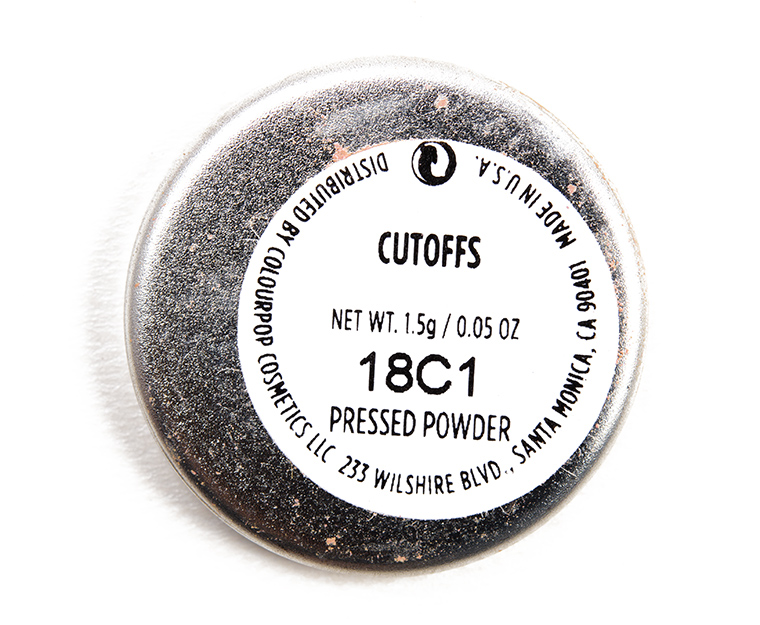 CUTOFFS
NET WT. 1.5g / 0.05 OZ
18C1
PRESSED POWDER
DISTRIBUTED BY COLOURPOP COSMETICS LLC 233 WILSHIRE BLVD., SANTA MONICA, CA 90401 MADE IN U.S.A.